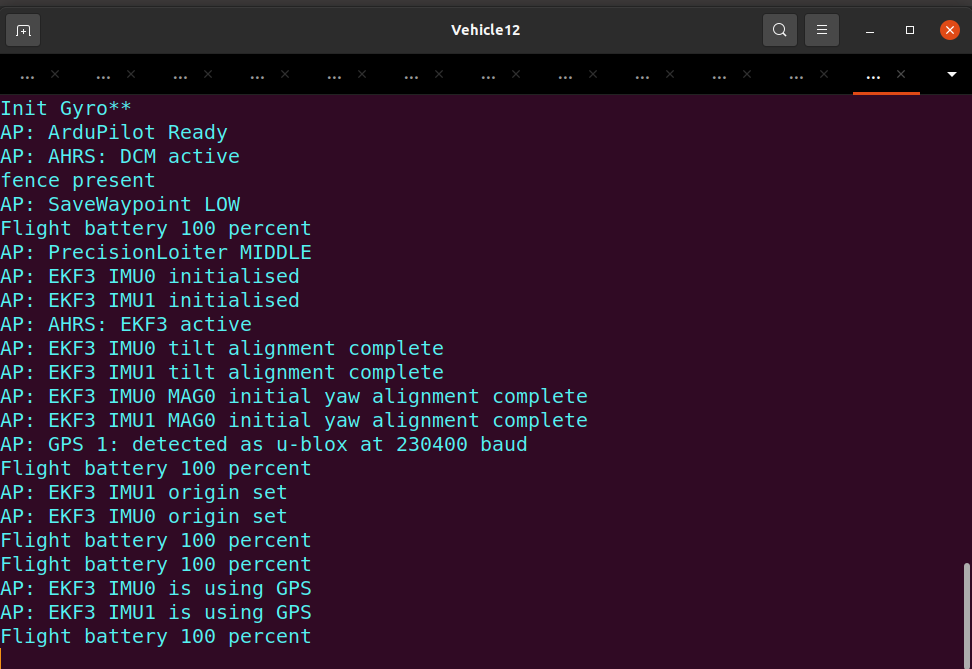 Vehicle12
... ... ... ... ... ... ... ... ... ... ... ...
Init Gyro**
AP: ArduPilot Ready
AP: AHRS: DCM active
fence present
AP: SaveWaypoint LOW
Flight battery 100 percent
AP: PrecisionLoiter MIDDLE
AP: EKF3 IMU0 initialised
AP: EKF3 IMU1 initialised
AP: AHRS: EKF3 active
AP: EKF3 IMU0 tilt alignment complete
AP: EKF3 IMU1 tilt alignment complete
AP: EKF3 IMU0 MAG0 initial yaw alignment complete
AP: EKF3 IMU1 MAG0 initial yaw alignment complete
AP: GPS 1: detected as u-blox at 230400 baud
Flight battery 100 percent
AP: EKF3 IMU1 origin set
AP: EKF3 IMU0 origin set
Flight battery 100 percent
Flight battery 100 percent
AP: EKF3 IMU0 is using GPS
AP: EKF3 IMU1 is using GPS
Flight battery 100 percent